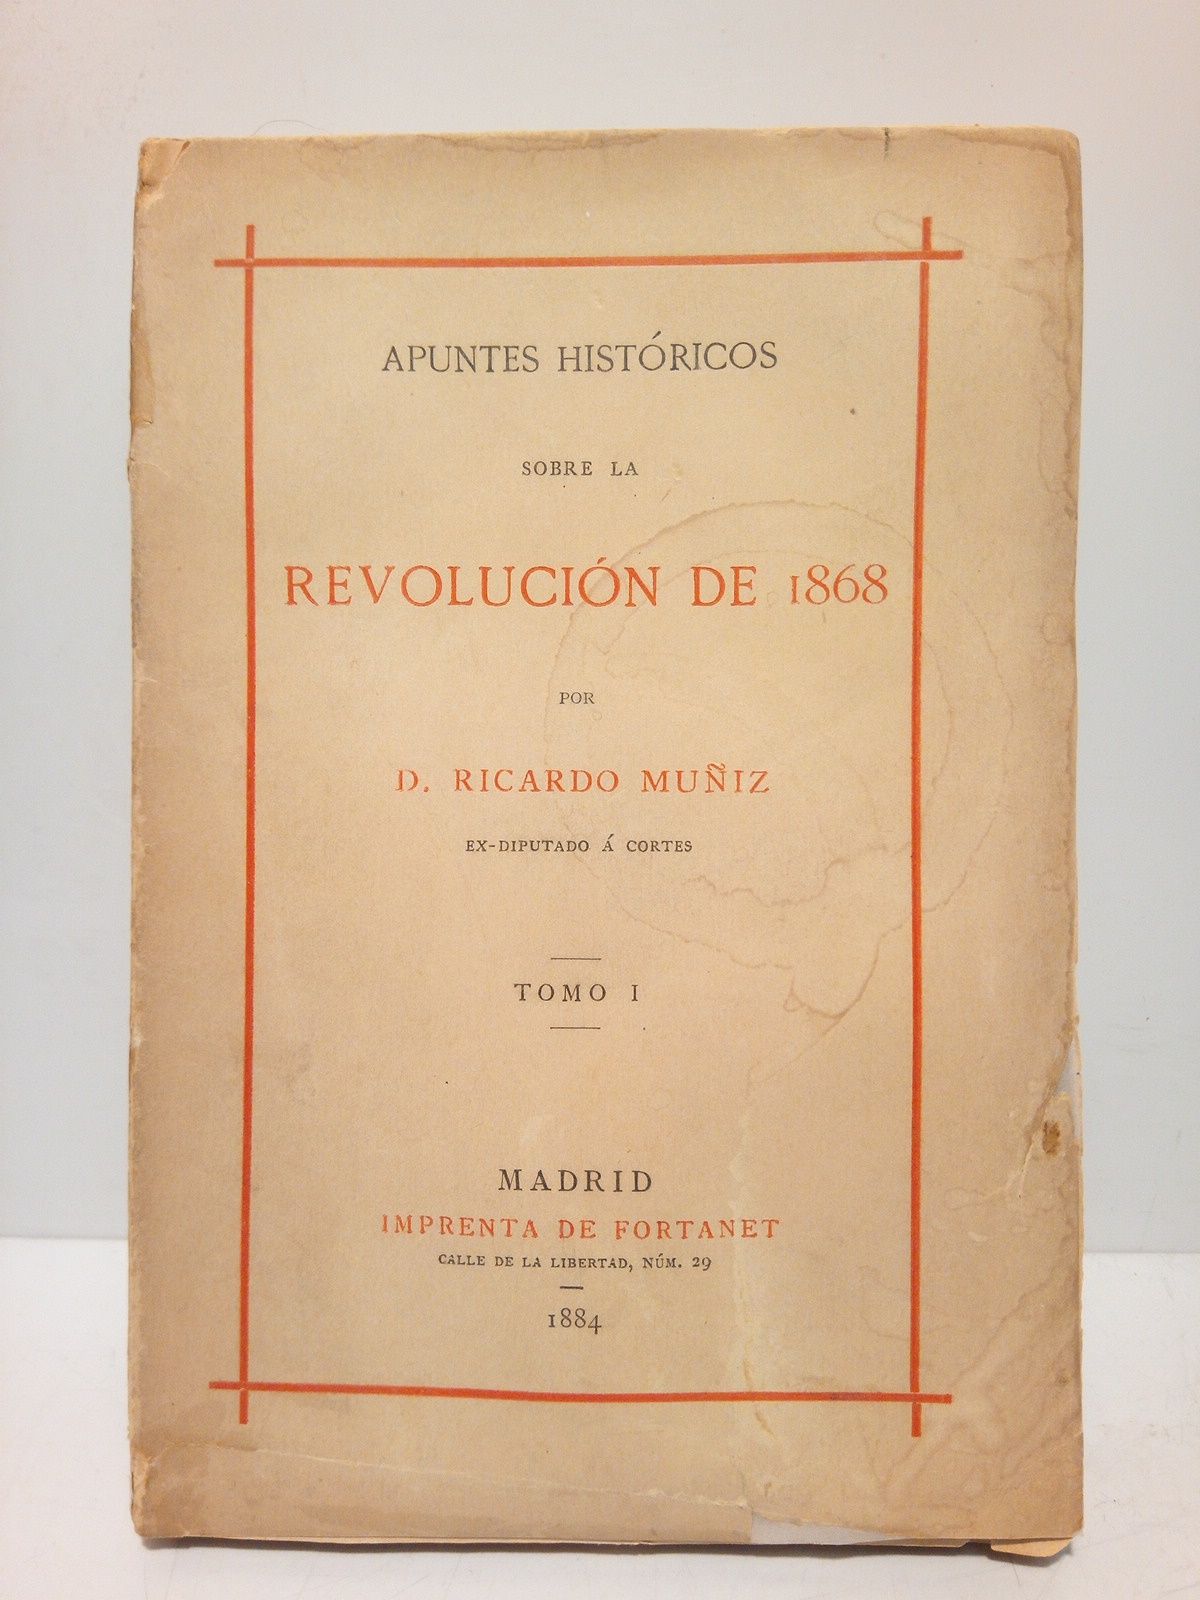 APUNTES HISTÓRICOS
SOBRE LA
REVOLUCIÓN DE 1868
POR
D. RICARDO MUÑIZ
EX-DIPUTADO Á CORTES
TOMO I
MADRID
IMPRENTA DE FORTANET
CALLE DE LA LIBERTAD, NÚM. 29
1884